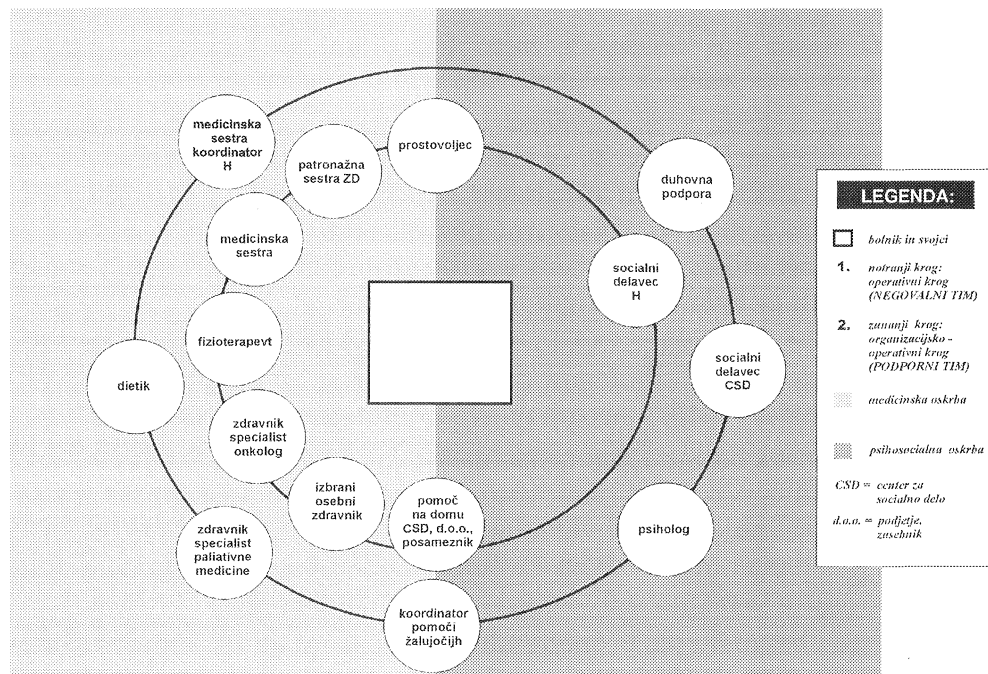 medicinska
sestra
koordinator
H
patronažna
sestra ZD
prostovoljec
duhovna
podpora
medicinska
sestra
socialni
delavec
H
fizioterapevt
socialni
delavec
CSD
dietik
zdravnik
specialist
onkolog
izbrani
osebni
zdravnik
pomoč
na domu
CSD, d.o.o.,
posameznik
psiholog
zdravnik
specialist
paliativne
medicine
koordinator
pomoči
žalujočijh
LEGENDA:
bolnik in svojci
1. notranji krog:
operativni krog
(NEGOVALNI TIM)
2. zunanji krog:
organizacijsko -
operativni krog
(PODPORNI TIM)
medicinska oskrba
psihosocialna oskrba
CSD = center za
socialno delo
d.o.o. = podjetje,
zasebnik